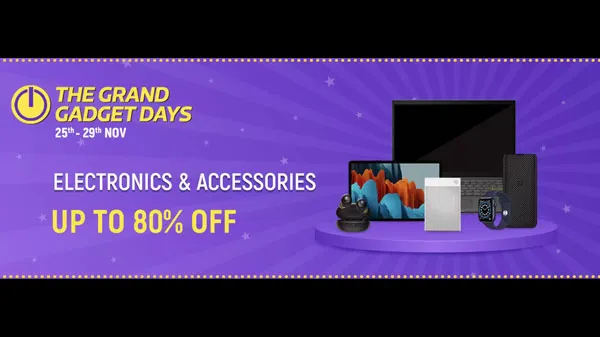 THE GRAND
GADGET DAYS
25th - 29th NOV
ELECTRONICS & ACCESSORIES
UP TO 80% OFF